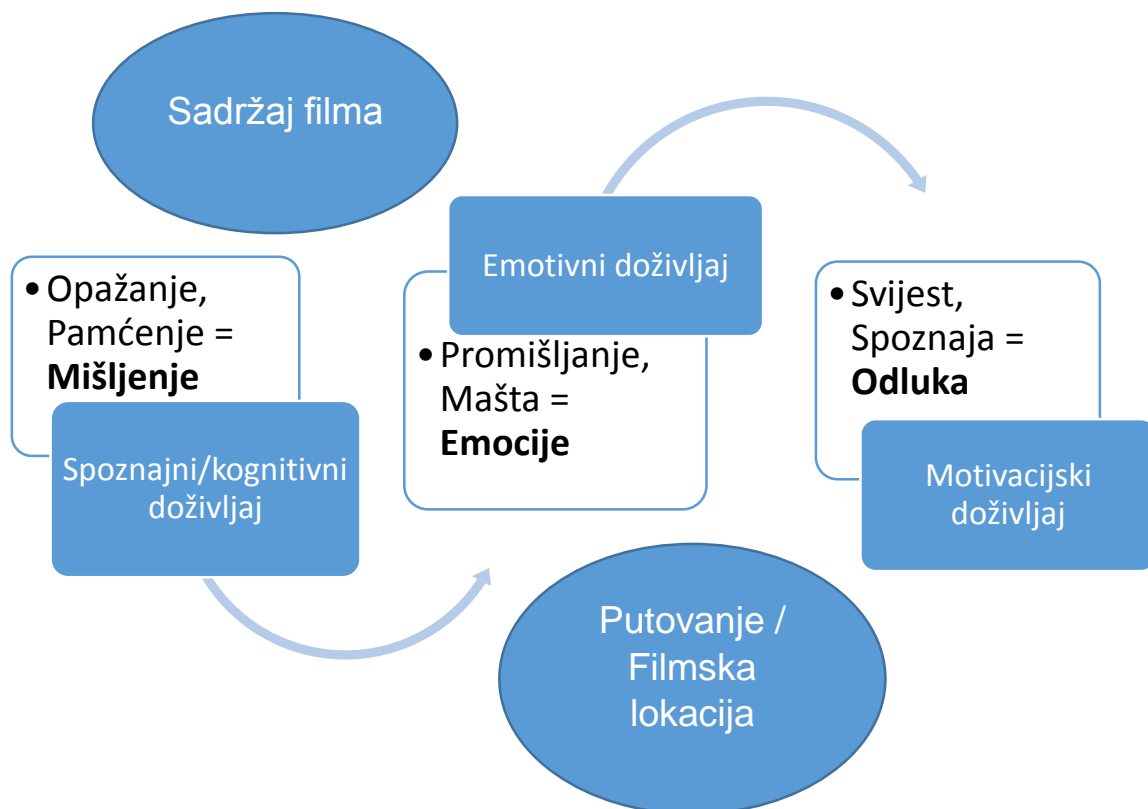 Sadržaj filma
• Opažanje,
Pamćenje =
Mišljenje
Spoznajni/kognitivni
doživljaj
Emotivni doživljaj
• Promišljanje,
Mašta =
Emocije
• Svijest,
Spoznaja =
Odluka
Motivacijski
doživljaj
Putovanje /
Filmska
lokacija